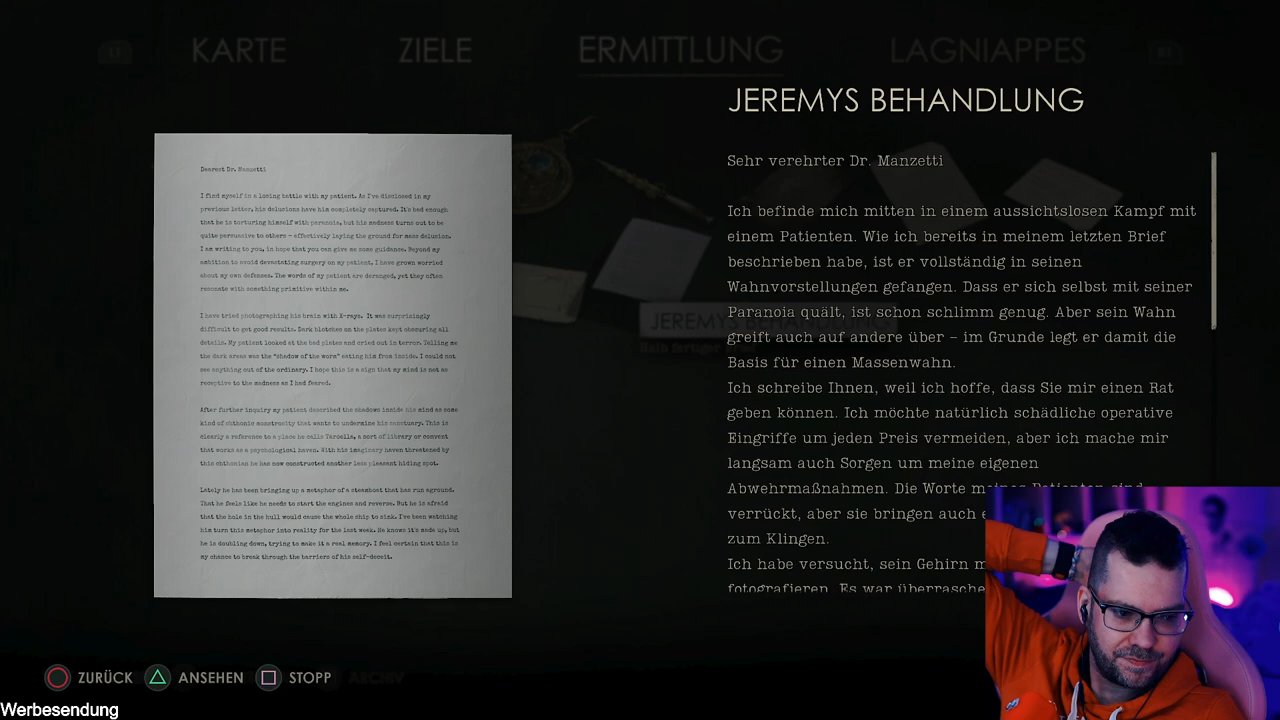 L1
KARTE
ZIELE
ERMITTLUNG
LAGNIAPPES
R1
JEREMYS BEHANDLUNG
Dearest Dr. Manzetti
I find myself in a losing battle with my patient. As I've disclosed in my
previous letter, his delusions have him completely captured. It's bad enough
that he is torturing himself with paranoia, but his madness turns out to be
quite persuasive to others - effectively laying the ground for mass delusion.
I am writing to you, in hope that you can give me some guidance. Beyond my
ambition to avoid devastating surgery on my patient, I have grown worried
about my own defenses. The words of my patient are deranged, yet they often
resonate with something primitive within me.
I have tried photographing his brain with X-rays. It was surprisingly
difficult to get good results. Dark blotches on the plates kept obscuring all
details. My patient looked at the bad plates and cried out in terror. Telling me
the dark areas was the "shadow of the worm" eating him from inside. I could not
see anything out of the ordinary. I hope this is a sign that my mind is not as
receptive to the madness as I had feared.
After further inquiry my patient described the shadows inside his mind as some
kind of chthonic monstrosity that wants to undermine his sanctuary. This is
clearly a reference to a place he calls Taroella, a sort of library or convent
that works as a psychological haven. With his imaginary haven threatened by
this chthonian he has now constructed another less pleasant hiding spot.
Lately he has been bringing up a metaphor of a steamboat that has run aground.
That he feels like he needs to start the engines and reverse. But he is afraid
that the hole in the hull would cause the whole ship to sink. I've been watching
him turn this metaphor into reality for the last week. He knows it's made up, but
he is doubling down, trying to make it a real memory. I feel certain that this is
my chance to break through the barriers of his self-deceit.
Sehr verehrter Dr. Manzetti
Ich befinde mich mitten in einem aussichtslosen Kampf mit
einem Patienten. Wie ich bereits in meinem letzten Brief
beschrieben habe, ist er vollständig in seinen
Wahnvorstellungen gefangen. Dass er sich selbst mit seiner
Paranoia quält, ist schon schlimm genug. Aber sein Wahn
greift auch auf andere über – im Grunde legt er damit die
Basis für einen Massenwahn.
Ich schreibe Ihnen, weil ich hoffe, dass Sie mir einen Rat
geben können. Ich möchte natürlich schädliche operative
Eingriffe um jeden Preis vermeiden, aber ich mache mir
langsam auch Sorgen um meine eigenen
Abwehrmaßnahmen. Die Worte meines Patienten sind
verrückt, aber sie bringen auch
zum Klingen.
Ich habe versucht, sein Gehirn
fotografieren. Es war
JEREMYS BEHANDLUNG
ZURÜCK
ANSEHEN
STOPP
ARCHIV
Werbesendung